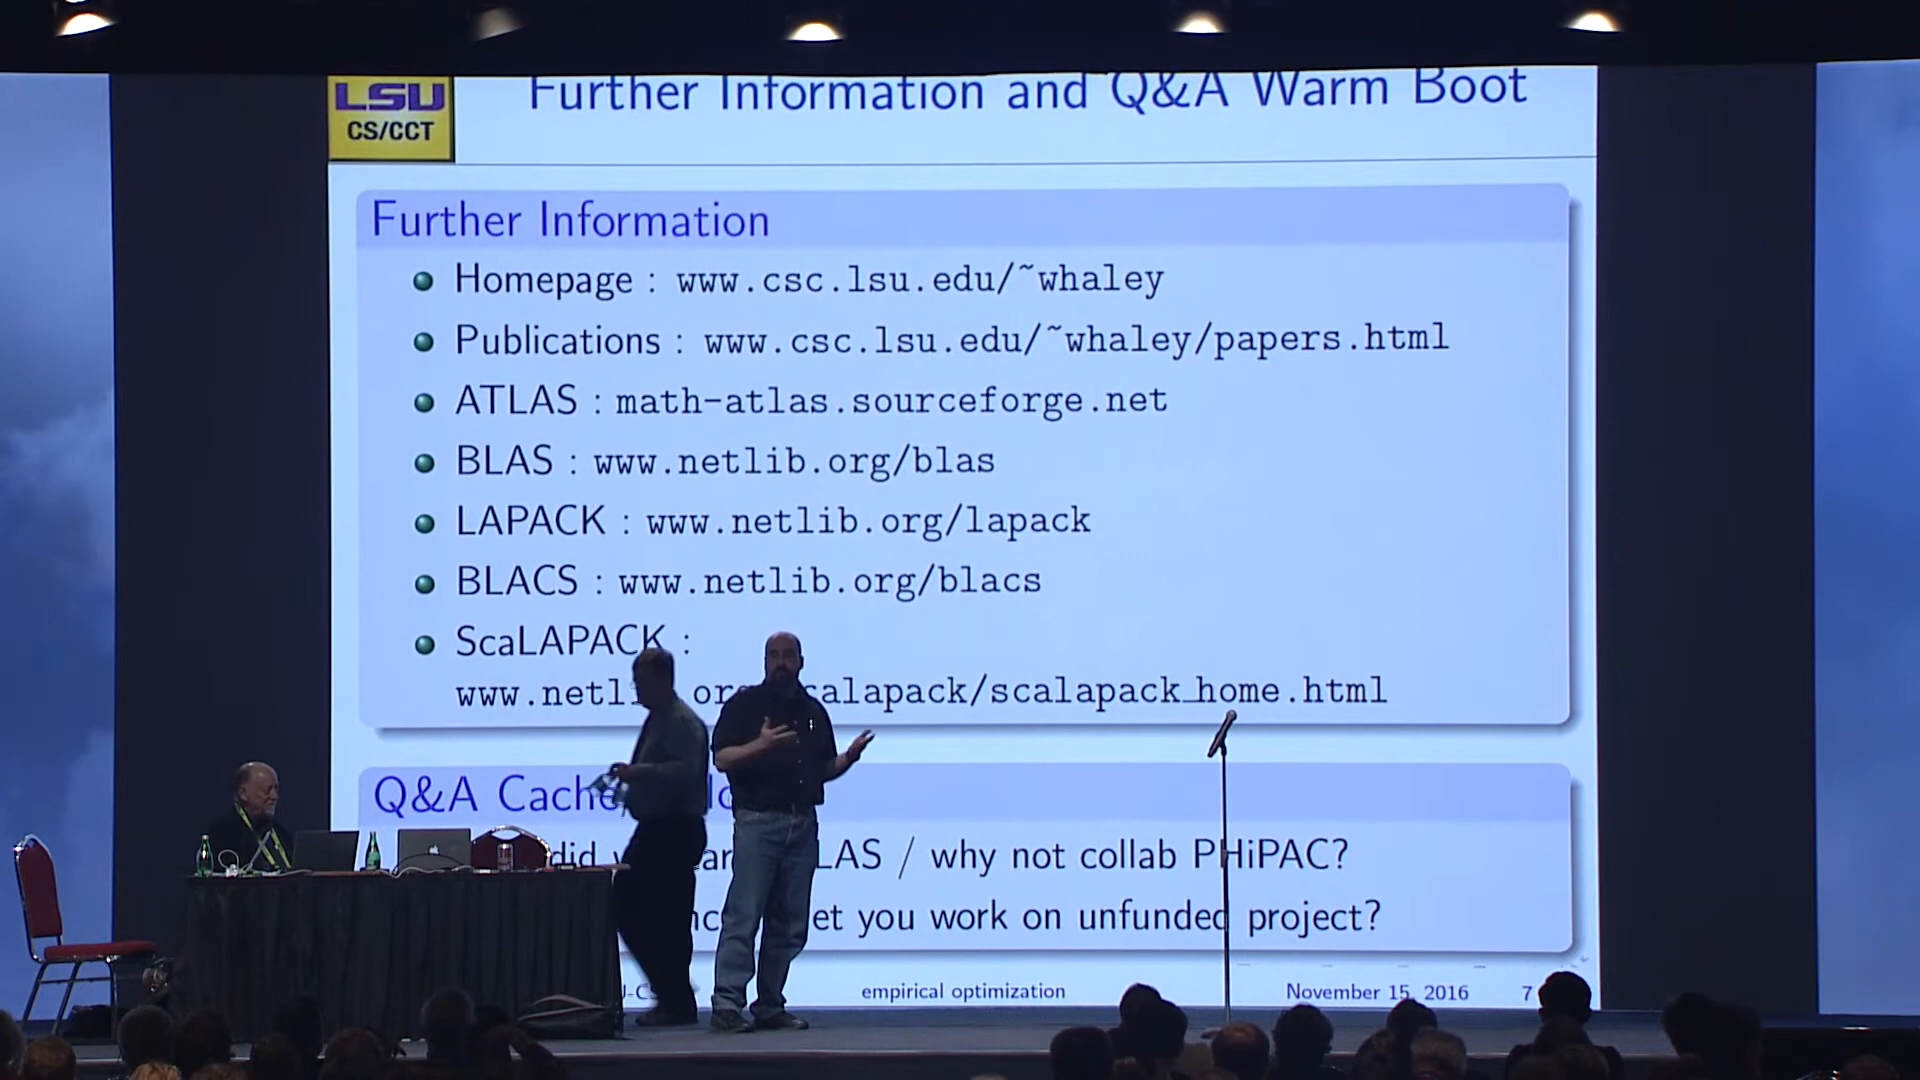 LSU
CS/CCT
Further Information and Q&A Warm Boot
Further Information
Homepage : www.csc.lsu.edu/~whaley
Publications : www.csc.lsu.edu/~whaley/papers.html
ATLAS : math-atlas.sourceforge.net
BLAS : www.netlib.org/blas
LAPACK : www.netlib.org/lapack
BLACS : www.netlib.org/blacs
ScaLAPACK :
scalapack_home.html
Q&A
did / why not collab PHiPAC?
you work on unfunded project?
empirical optimization November 15, 2016 7